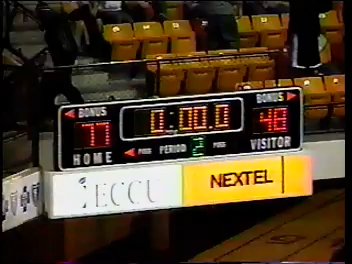 BONUS 0:00.0 BONUS
77 48
HOME POSS PERIOD 2 POSS VISITOR
ECCU NEXTEL